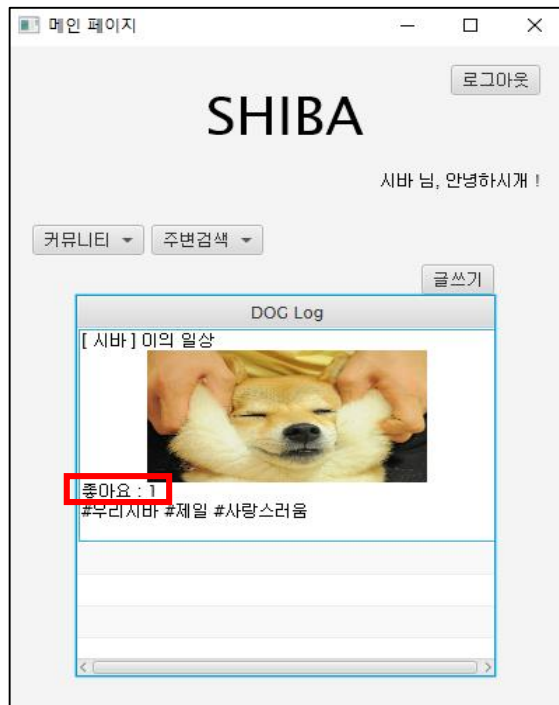 메인 페이지
로그아웃
SHIBA
시바 님, 안녕하시개 !
커뮤니티
주변검색
글쓰기
DOG Log
[ 시바 ] 이의 일상
좋아요 : 1
#우리시바 #제일 #사랑스러움